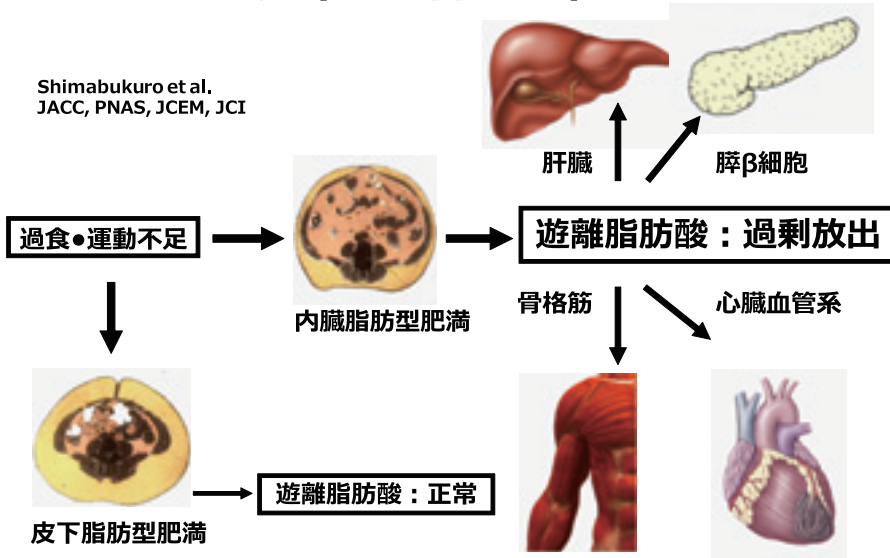 Shimabukuro et al.
JACC, PNAS, JCEM, JCI
肝臓
膵β細胞
過食●運動不足
遊離脂肪酸：過剰放出
内臓脂肪型肥満
骨格筋
心臓血管系
遊離脂肪酸：正常
皮下脂肪型肥満